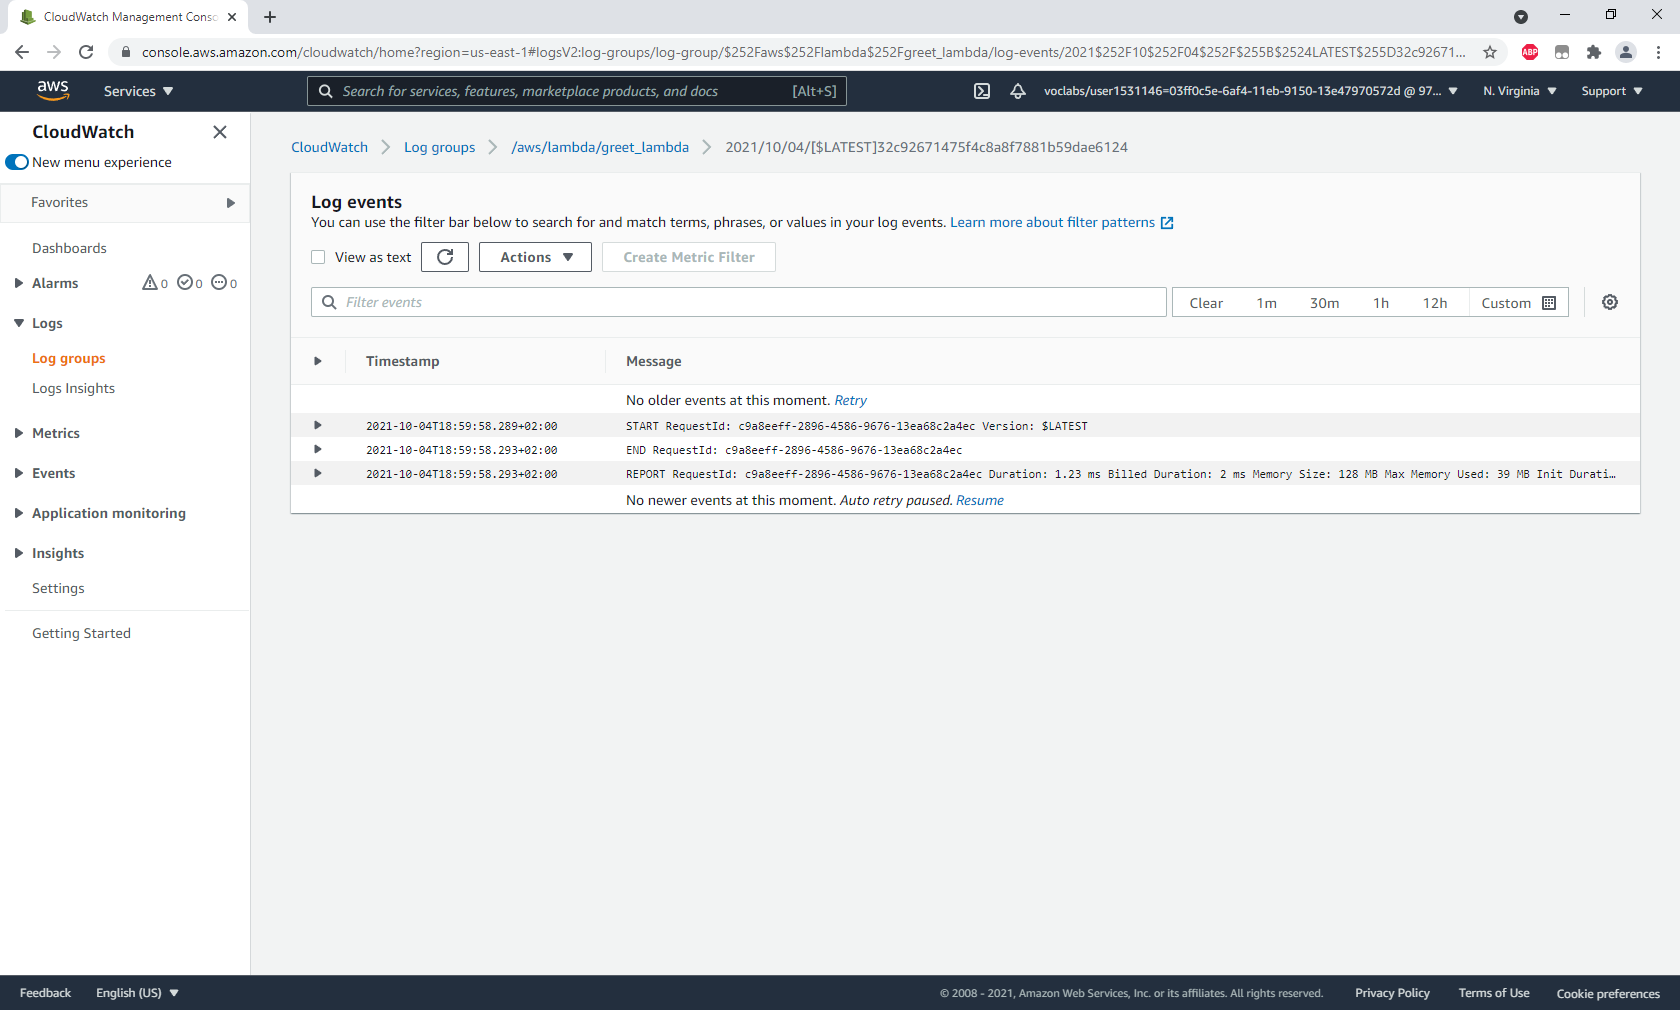 CloudWatch Management Conso
console.aws.amazon.com/cloudwatch/home?region=us-east-1#logsV2:log-groups/log-group/$252Faws$252Flambda$252Fgreet_lambda/log-events/2021$252F10$252F04$252F$255B$2524LATEST$255D32c92671...
ABP
aws Services Search for services, features, marketplace products, and docs [Alt+S] voclabs/user1531146=03ff0c5e-6af4-11eb-9150-13e47970572d @ 97... N. Virginia Support
CloudWatch
New menu experience
Favorites
Dashboards
Alarms 0 0 0
Logs
Log groups
Logs Insights
Metrics
Events
Application monitoring
Insights
Settings
Getting Started
CloudWatch Log groups /aws/lambda/greet_lambda 2021/10/04/[$LATEST]32c92671475f4c8a8f7881b59dae6124
Log events
You can use the filter bar below to search for and match terms, phrases, or values in your log events. Learn more about filter patterns
View as text Actions Create Metric Filter
Filter events Clear 1m 30m 1h 12h Custom
Timestamp Message
No older events at this moment. Retry
2021-10-04T18:59:58.289+02:00 START RequestId: c9a8eeff-2896-4586-9676-13ea68c2a4ec Version: $LATEST
2021-10-04T18:59:58.293+02:00 END RequestId: c9a8eeff-2896-4586-9676-13ea68c2a4ec
2021-10-04T18:59:58.293+02:00 REPORT RequestId: c9a8eeff-2896-4586-9676-13ea68c2a4ec Duration: 1.23 ms Billed Duration: 2 ms Memory Size: 128 MB Max Memory Used: 39 MB Init Durati…
No newer events at this moment. Auto retry paused. Resume
Feedback English (US) © 2008 - 2021, Amazon Web Services, Inc. or its affiliates. All rights reserved. Privacy Policy Terms of Use Cookie preferences